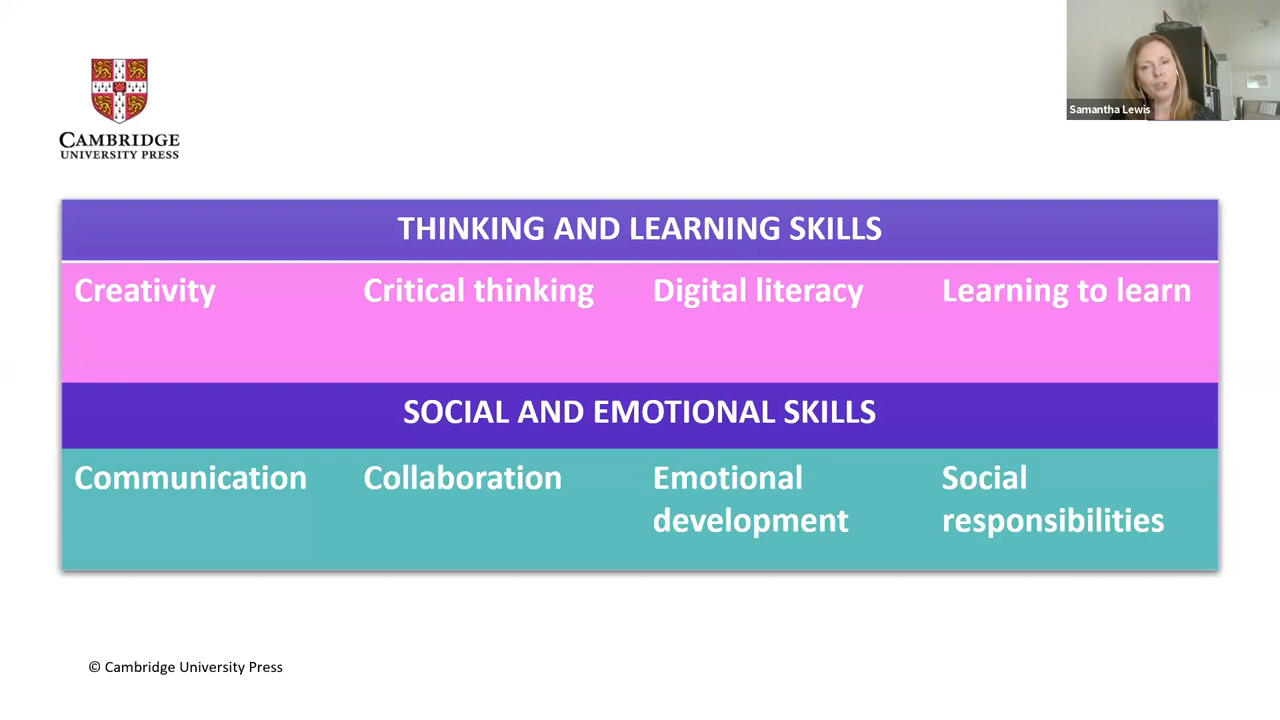 Samantha Lewis
CAMBRIDGE
UNIVERSITY PRESS
THINKING AND LEARNING SKILLS
Creativity Critical thinking Digital literacy Learning to learn
SOCIAL AND EMOTIONAL SKILLS
Communication Collaboration Emotional development Social responsibilities
© Cambridge University Press